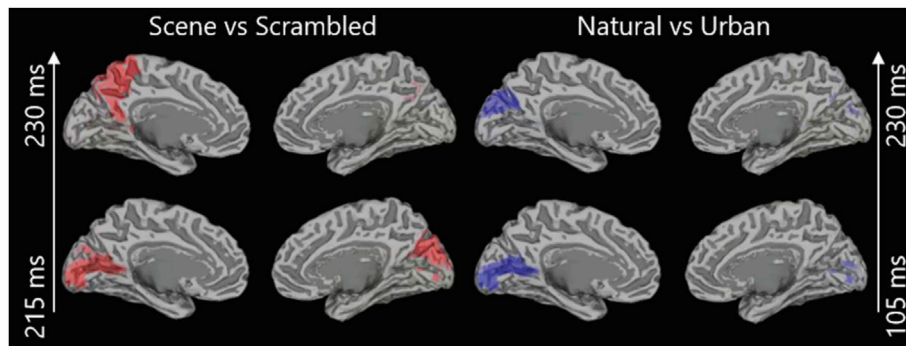 Scene vs Scrambled
Natural vs Urban
230 ms
230 ms
215 ms
105 ms